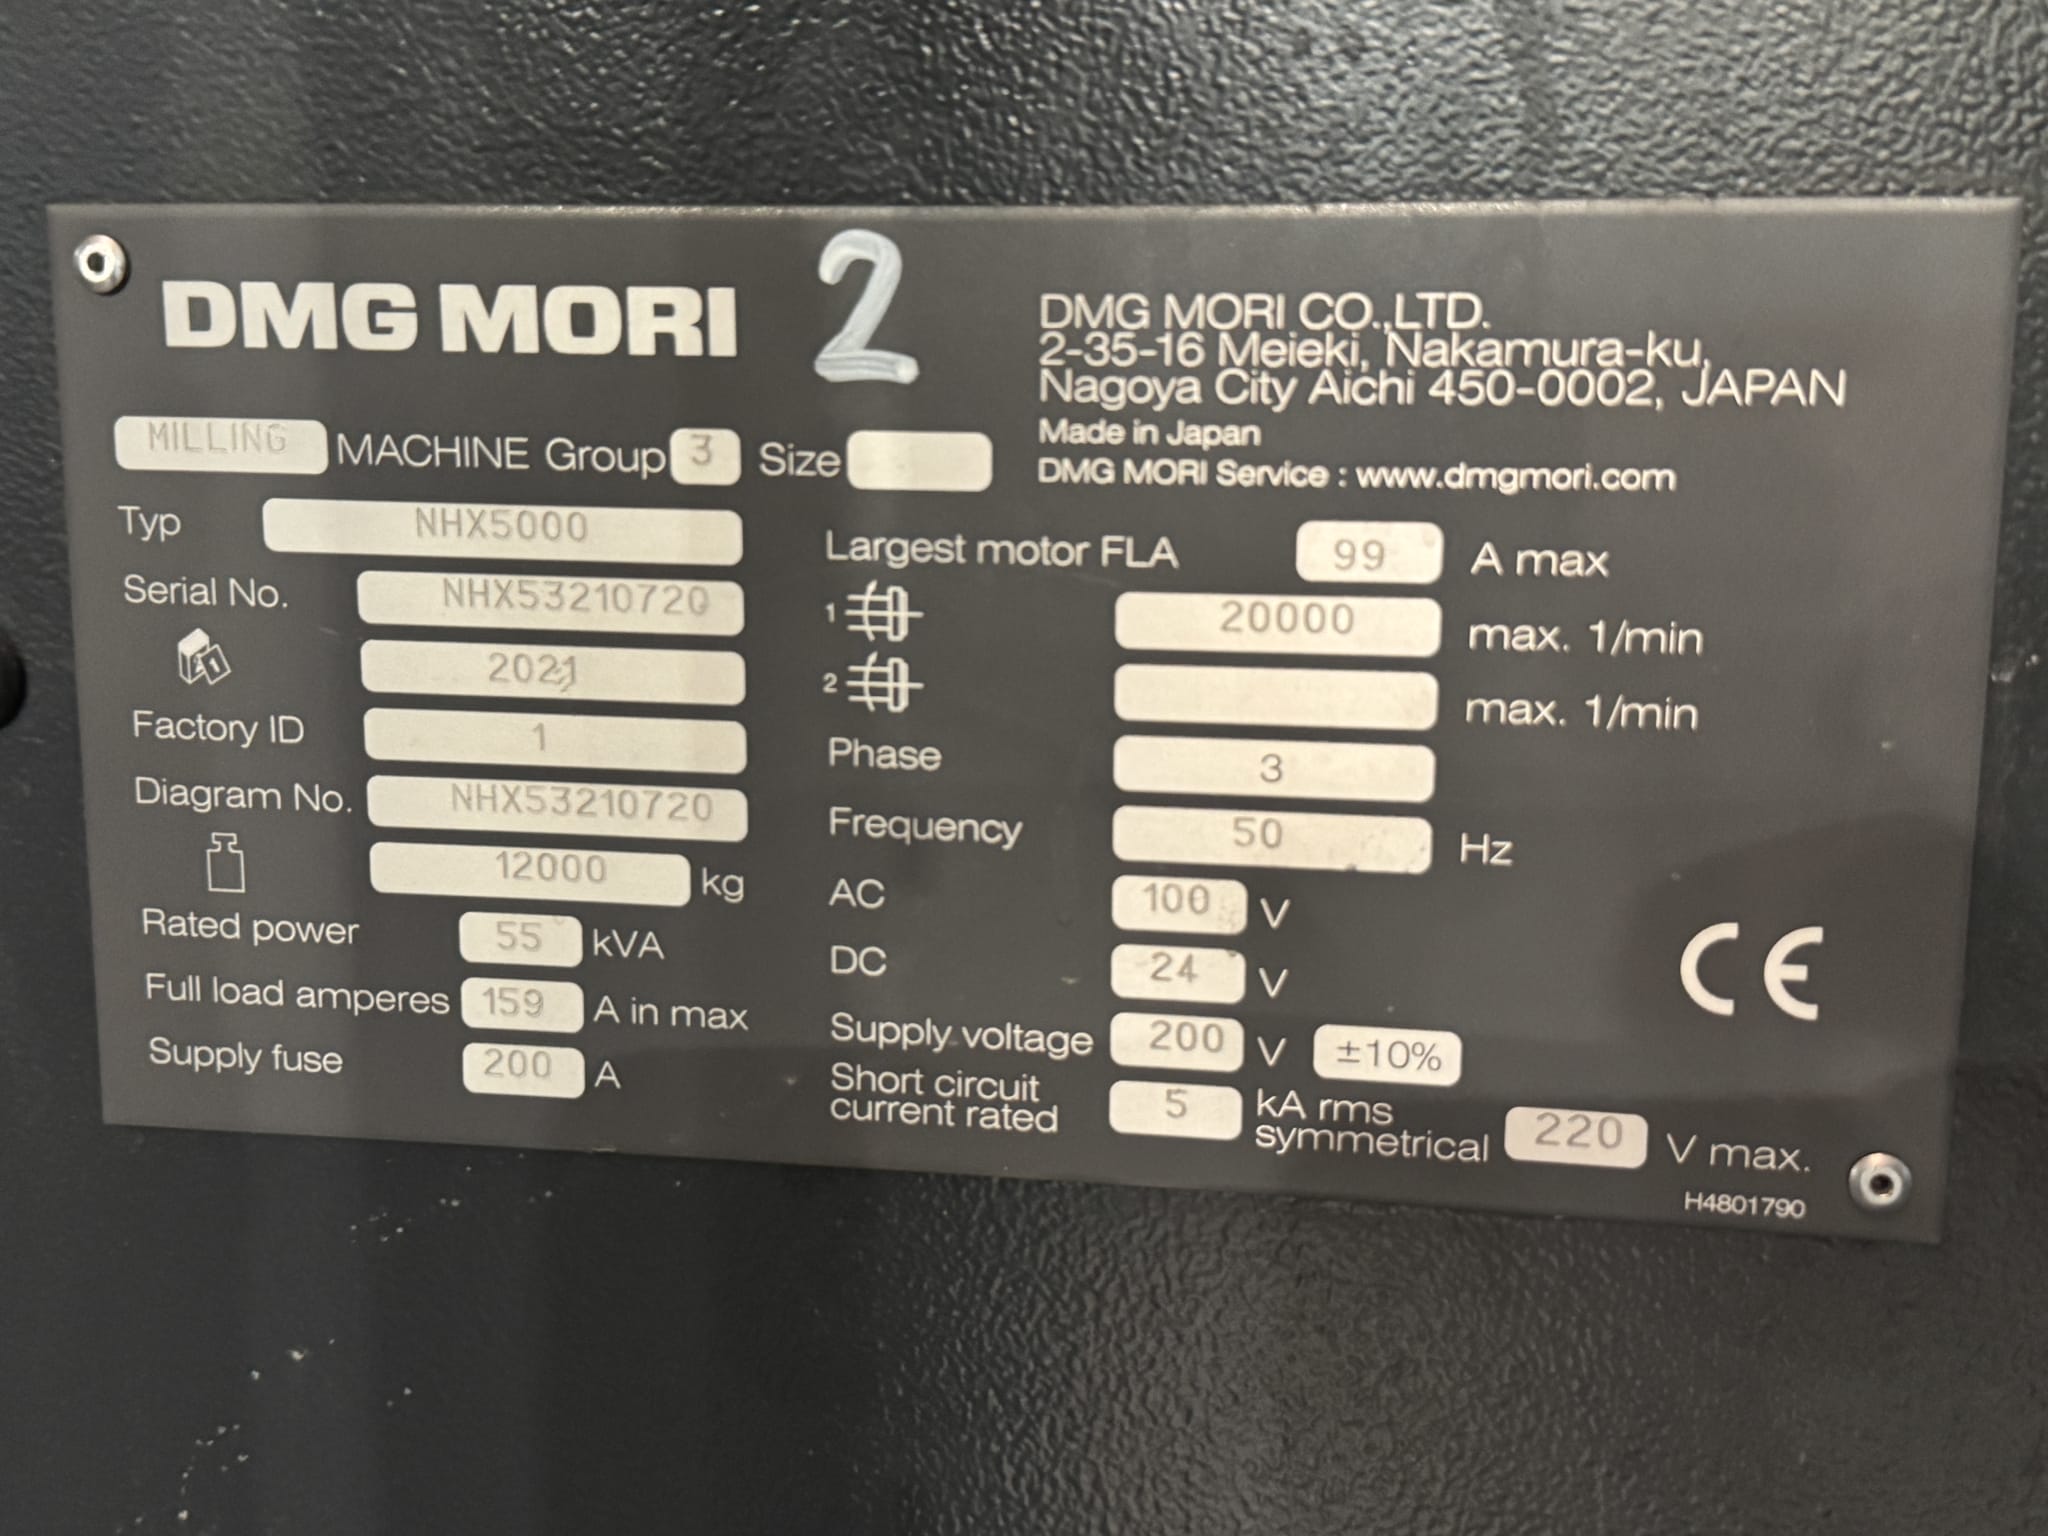 DMG MORI 2
MILLING MACHINE Group 3 Size
Typ NHX5000
Serial No. NHX53210720
2021
Factory ID 1
Diagram No. NHX53210720
12000 kg
Rated power 55 kVA
Full load amperes 159 A in max
Supply fuse 200 A
DMG MORI CO.,LTD.
2-35-16 Meieki, Nakamura-ku,
Nagoya City Aichi 450-0002, JAPAN
Made in Japan
DMG MORI Service : www.dmgmori.com
Largest motor FLA 99 A max
1 20000 max. 1/min
2 max. 1/min
Phase 3
Frequency 50 Hz
AC 100 V
DC 24 V
Supply voltage 200 V ±10%
Short circuit
current rated 5 kA rms
symmetrical 220 V max.
CE
H4801790